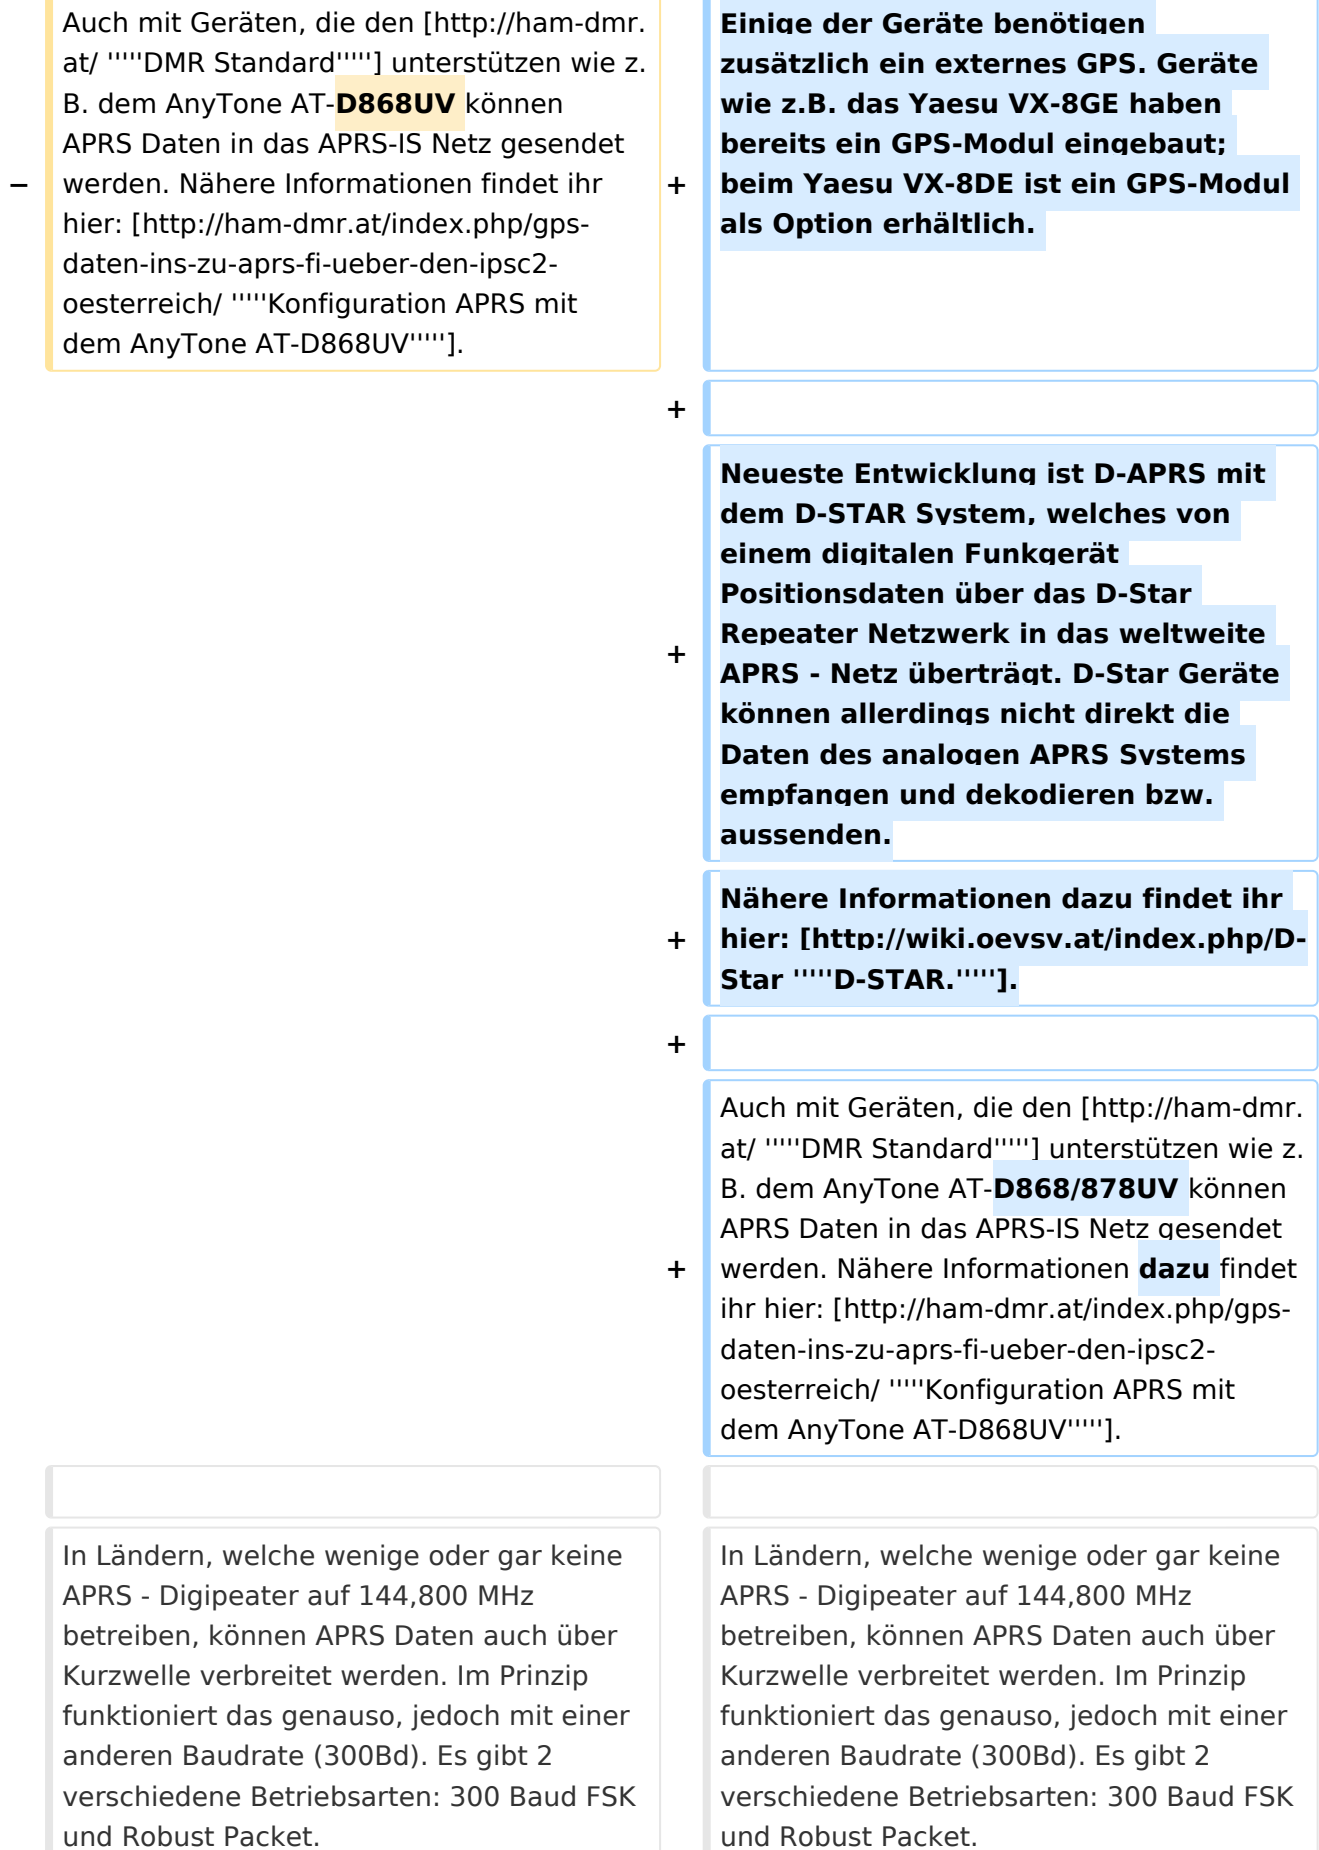 Auch mit Geräten, die den [http://ham-dmr.
at/ '''''DMR Standard'''''] unterstützen wie z.
B. dem AnyTone AT-D868UV können
APRS Daten in das APRS-IS Netz gesendet
− werden. Nähere Informationen findet ihr
hier: [http://ham-dmr.at/index.php/gps-
daten-ins-zu-aprs-fi-ueber-den-ipsc2-
oesterreich/ '''''Konfiguration APRS mit
dem AnyTone AT-D868UV'''''].
Einige der Geräte benötigen
zusätzlich ein externes GPS. Geräte
wie z.B. das Yaesu VX-8GE haben
bereits ein GPS-Modul eingebaut;
+ beim Yaesu VX-8DE ist ein GPS-Modul
als Option erhältlich.
+
Neueste Entwicklung ist D-APRS mit
dem D-STAR System, welches von
einem digitalen Funkgerät
Positionsdaten über das D-Star
+ Repeater Netzwerk in das weltweite
APRS - Netz überträgt. D-Star Geräte
können allerdings nicht direkt die
Daten des analogen APRS Systems
empfangen und dekodieren bzw.
aussenden.
Nähere Informationen dazu findet ihr
+ hier: [http://wiki.oevsv.at/index.php/D-
Star '''''D-STAR.'''''].
+
Auch mit Geräten, die den [http://ham-dmr.
at/ '''''DMR Standard'''''] unterstützen wie z.
B. dem AnyTone AT-D868/878UV können
APRS Daten in das APRS-IS Netz gesendet
+ werden. Nähere Informationen dazu findet
ihr hier: [http://ham-dmr.at/index.php/gps-
daten-ins-zu-aprs-fi-ueber-den-ipsc2-
oesterreich/ '''''Konfiguration APRS mit
dem AnyTone AT-D868UV'''''].
In Ländern, welche wenige oder gar keine
APRS - Digipeater auf 144,800 MHz
betreiben, können APRS Daten auch über
Kurzwelle verbreitet werden. Im Prinzip
funktioniert das genauso, jedoch mit einer
anderen Baudrate (300Bd). Es gibt 2
verschiedene Betriebsarten: 300 Baud FSK
und Robust Packet.
In Ländern, welche wenige oder gar keine
APRS - Digipeater auf 144,800 MHz
betreiben, können APRS Daten auch über
Kurzwelle verbreitet werden. Im Prinzip
funktioniert das genauso, jedoch mit einer
anderen Baudrate (300Bd). Es gibt 2
verschiedene Betriebsarten: 300 Baud FSK
und Robust Packet.